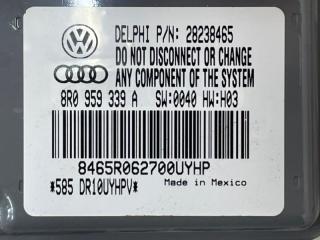 DELPHI P/N: 28238465
DO NOT DISCONNECT OR CHANGE
ANY COMPONENT OF THE SYSTEM
8R0 959 339 A SW:0040 HW:H03
8465R062700UYHP
*585 DR10UYHPV*
Made in Mexico